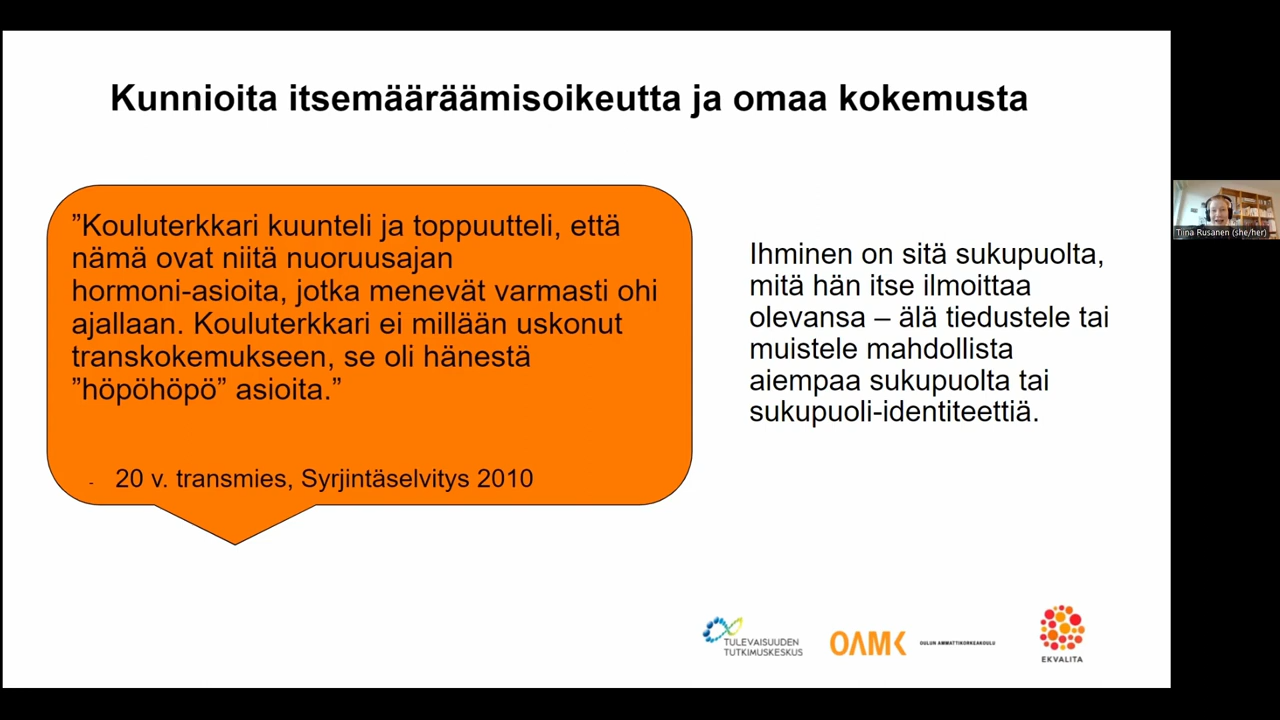 Kunnioita itsemääräämisoikeutta ja omaa kokemusta
”Kouluterkkari kuunteli ja toppuutteli, että
nämä ovat niitä nuoruusajan
hormoni-asioita, jotka menevät varmasti ohi
ajallaan. Kouluterkkari ei millään uskonut
transkokemukseen, se oli hänestä
”höpöhöpö” asioita.”
- 20 v. transmies, Syrjintäselvitys 2010
Ihminen on sitä sukupuolta,
mitä hän itse ilmoittaa
olevansa – älä tiedustele tai
muistele mahdollista
aiempaa sukupuolta tai
sukupuoli-identiteettiä.
Tiina Rusanen (she/her)
TULEVAISUUDEN
TUTKIMUSKESKUS
OAMK OULUN AMMATTIKORKEAKOULU
EKVALITA